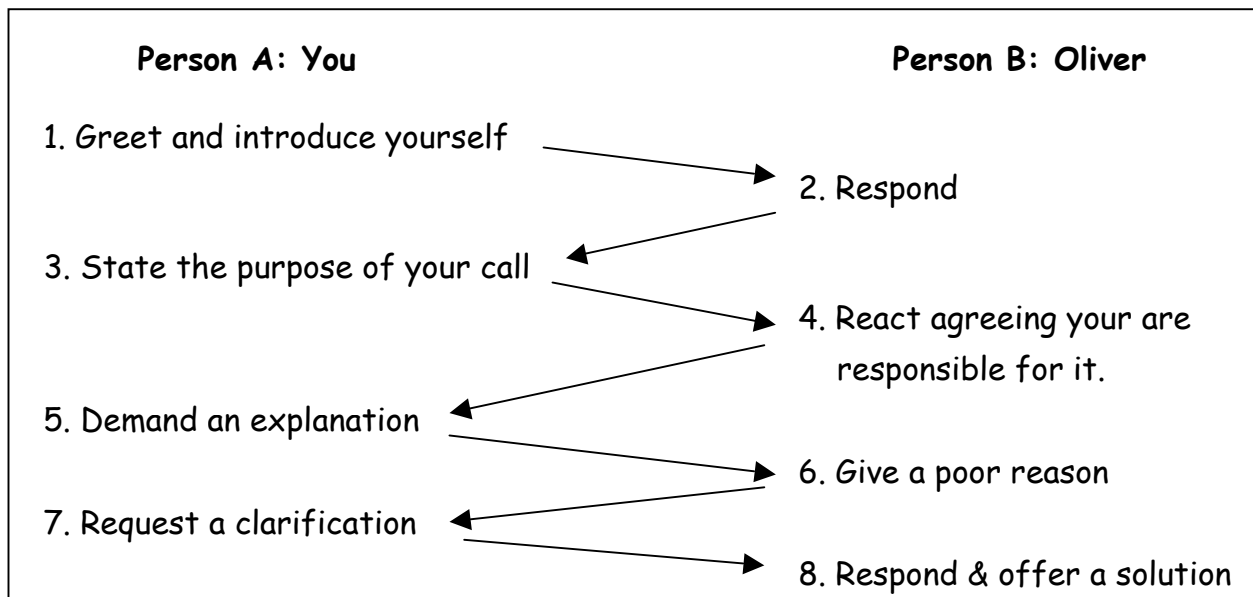 Person A: You
Person B: Oliver
1. Greet and introduce yourself
2. Respond
3. State the purpose of your call
4. React agreeing your are
responsible for it.
5. Demand an explanation
6. Give a poor reason
7. Request a clarification
8. Respond & offer a solution